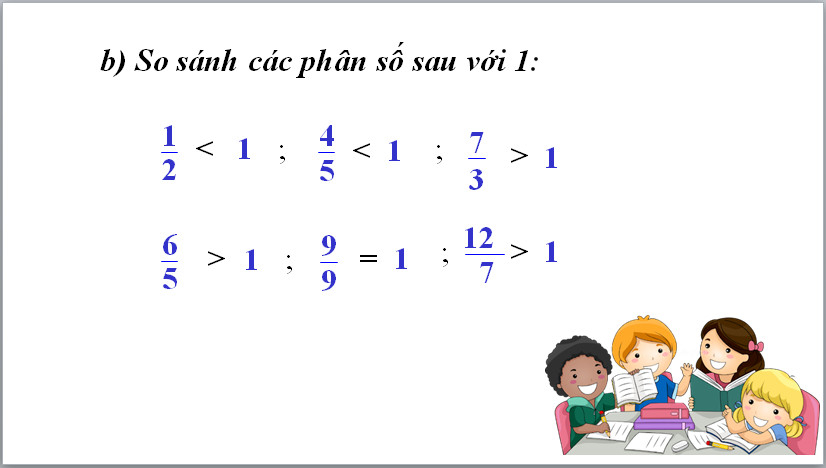 b) So sánh các phân số sau với 1:
1/2 < 1 ; 4/5 < 1 ; 7/3 > 1
6/5 > 1 ; 9/9 = 1 ; 12/7 > 1